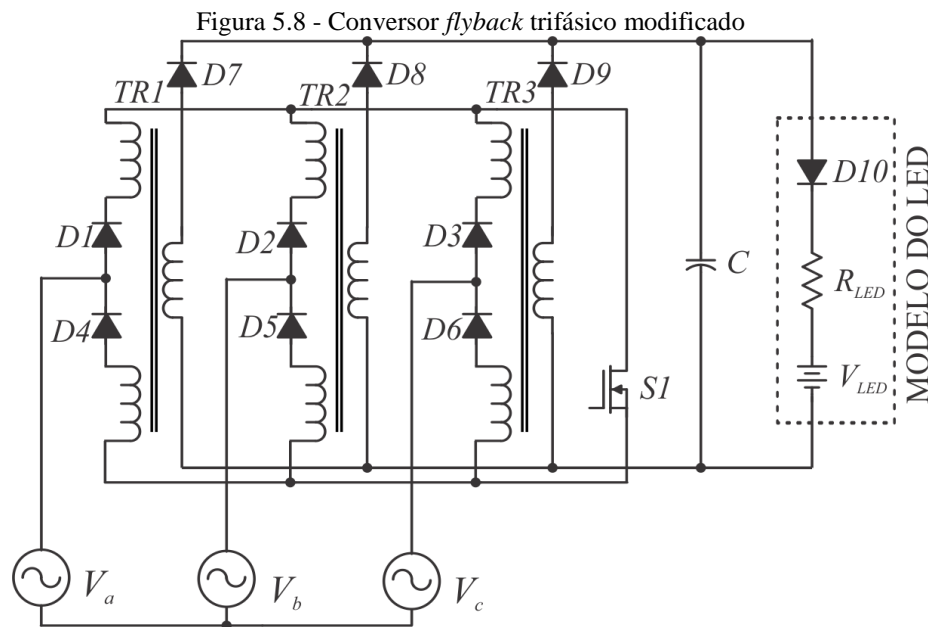 Figura 5.8 - Conversor flyback trifásico modificado
D7
D8
D9
TR1
TR2
TR3
D10
D1
D2
D3
C
R_LED
D4
D5
D6
S1
V_LED
MODELO DO LED
V_a
V_b
V_c